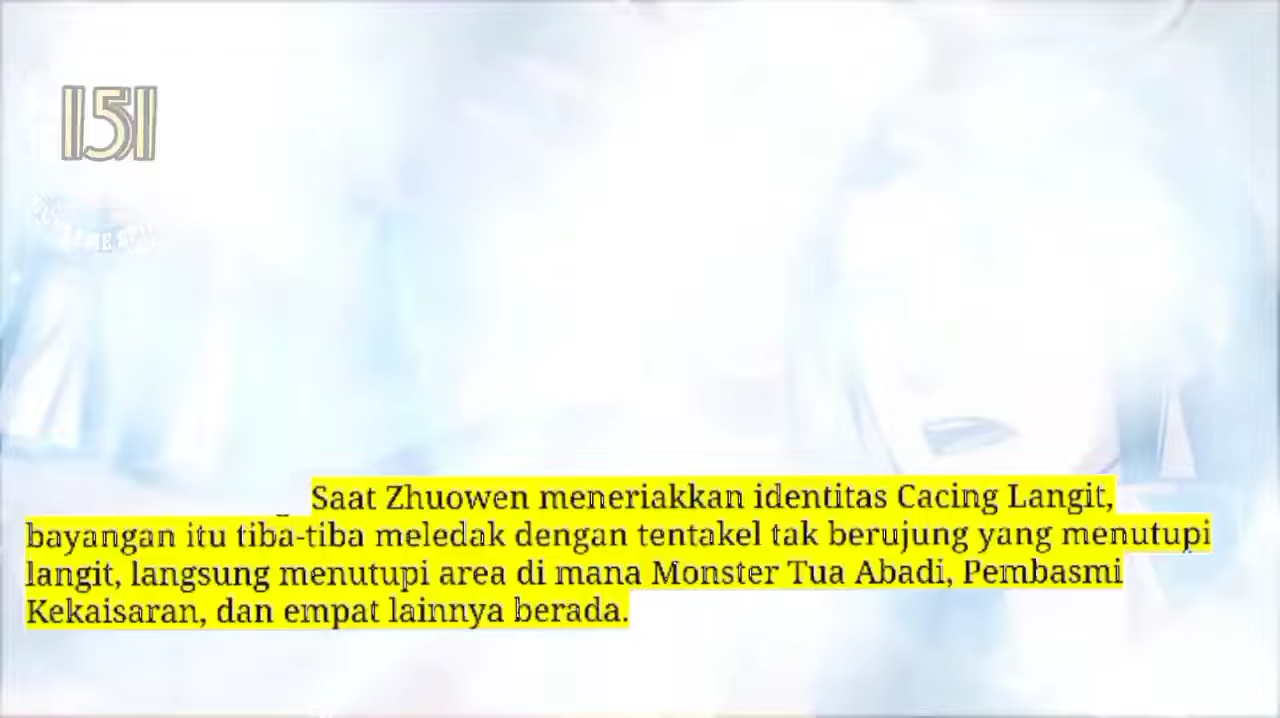 151
Saat Zhuowen meneriakkan identitas Cacing Langit,
bayangan itu tiba-tiba meledak dengan tentakel tak berujung yang menutupi
langit, langsung menutupi area di mana Monster Tua Abadi, Pembasmi
Kekaisaran, dan empat lainnya berada.